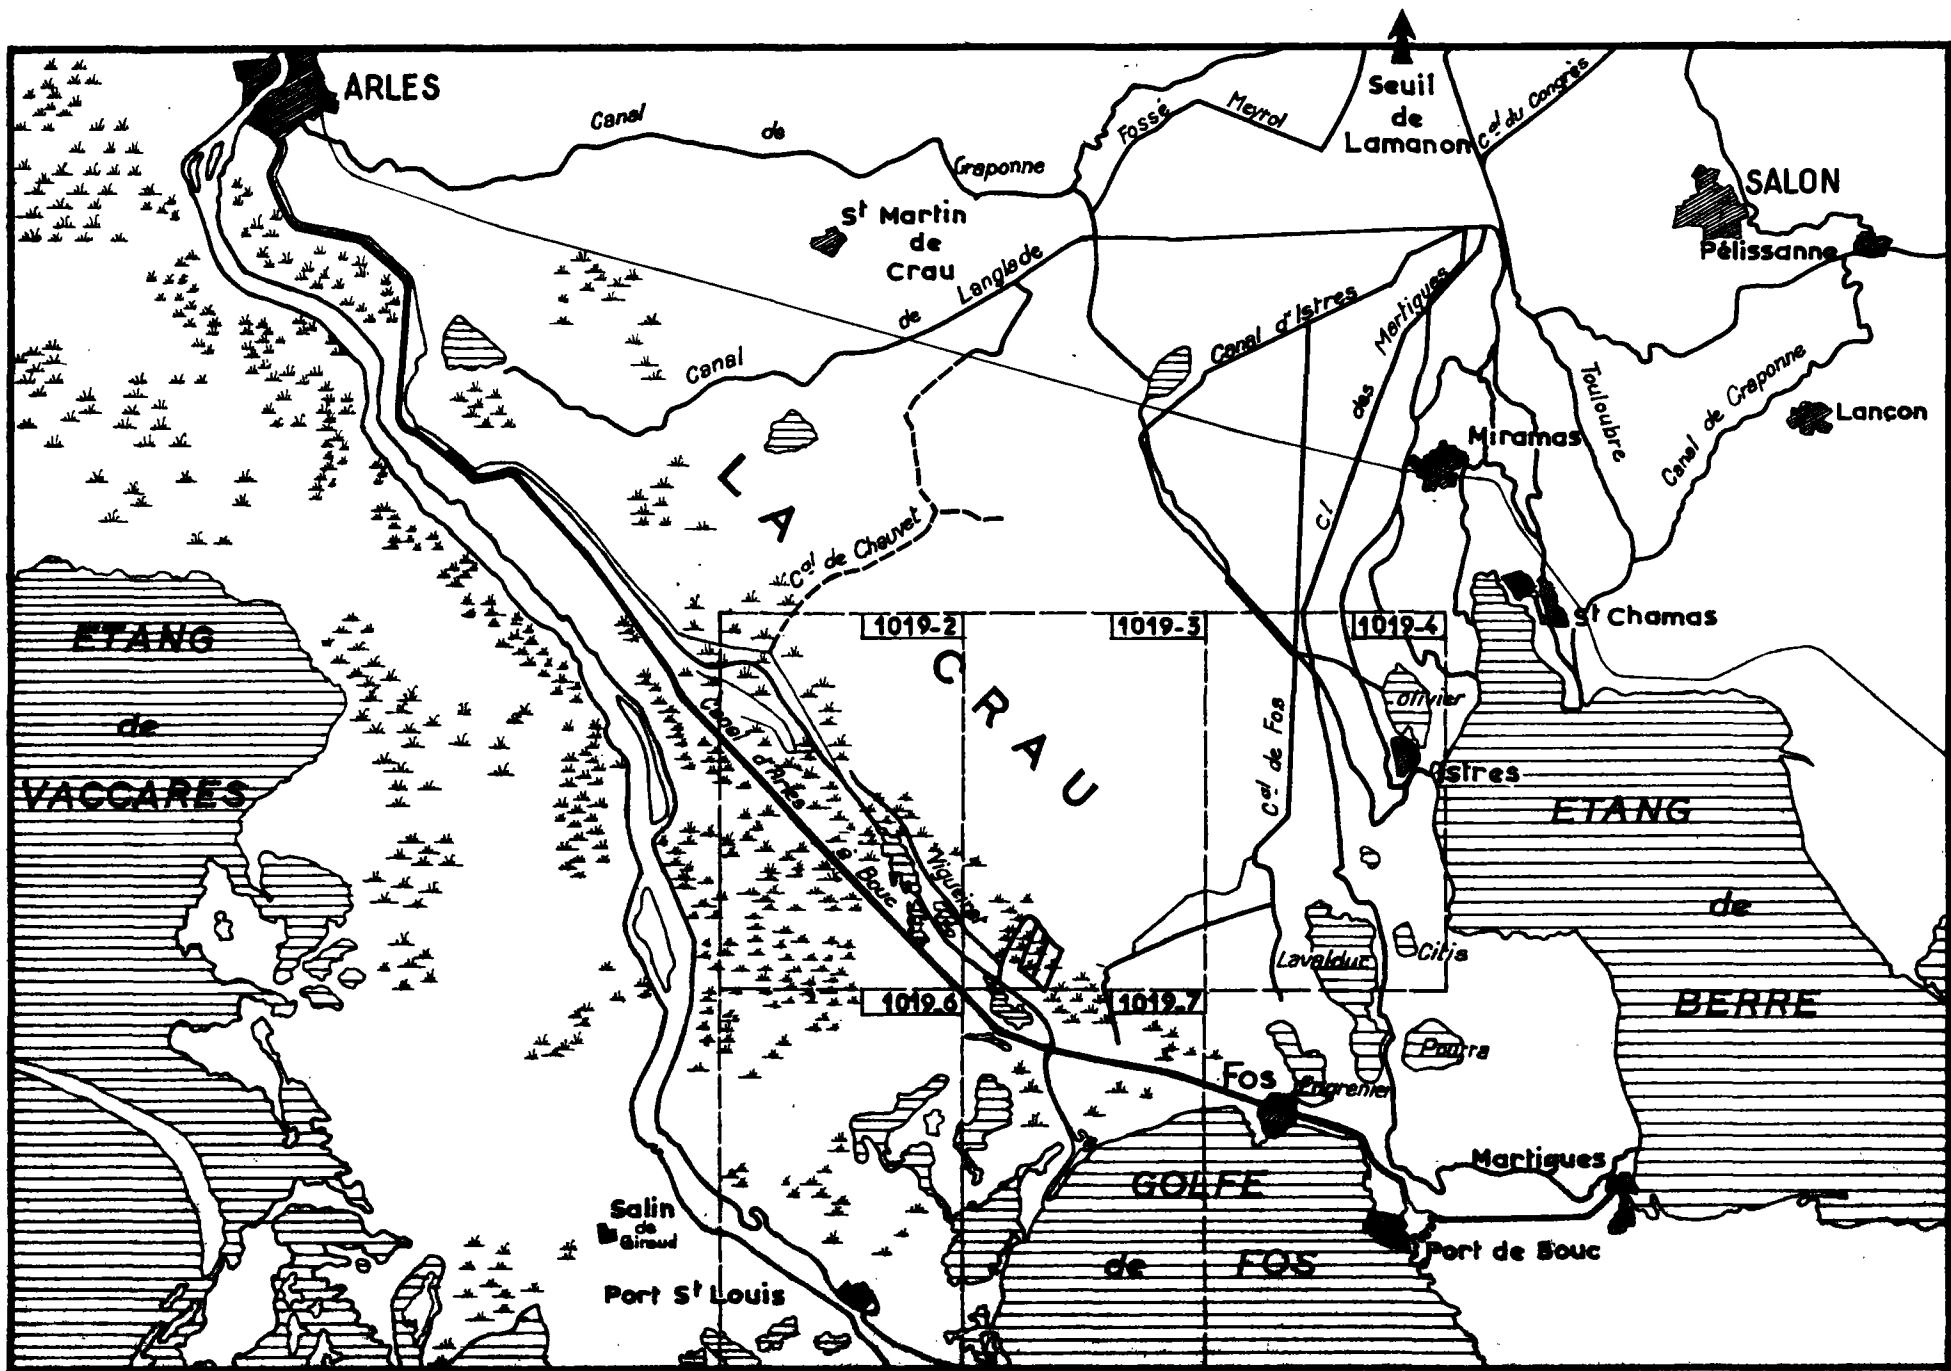 ARLES
Seuil
de
Lamanon
Cal du Congrès
Fossé Meyrol
Canal de Craponne
SALON
St Martin
de
Crau
Pélissanne
Canal de Langlade
Canal d'Istres
Cl des Martigues
Touloubre
Canal de Craponne
Lançon
Miramas
LA
Cal de Chauvet
St Chamas
1019-2
1019-3
1019-4
ETANG
de
VACCARES
CRAU
Olivier
Canal d'Arles à Bouc
Cal de Fos
Istres
ETANG
de
BERRE
Vigueirat
Lavalduc
Citis
1019-6
1019-7
Pourra
Fos
Engrenier
Martigues
GOLFE
de FOS
Salin
de
Giraud
Port de Bouc
Port St Louis